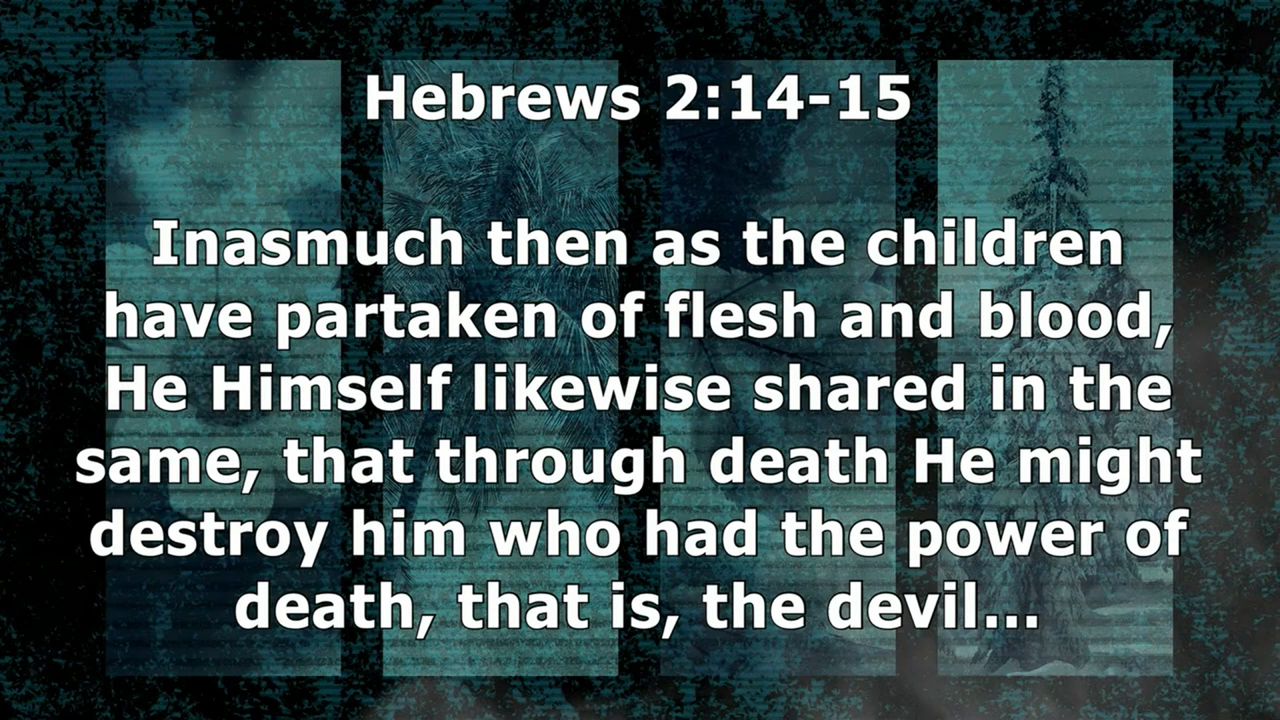 Hebrews 2:14-15
Inasmuch then as the children
have partaken of flesh and blood,
He Himself likewise shared in the
same, that through death He might
destroy him who had the power of
death, that is, the devil...